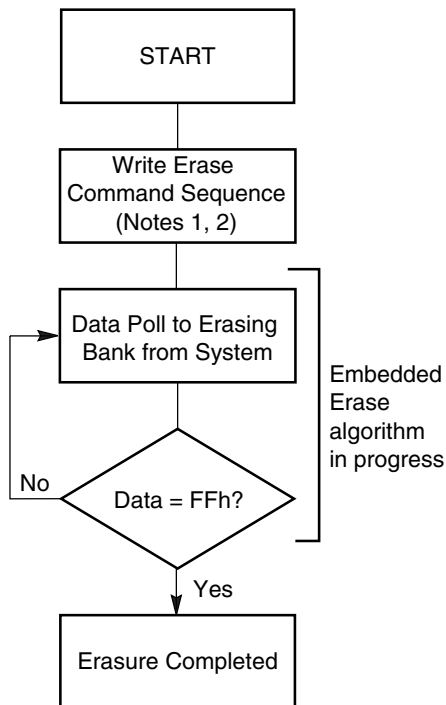 START
Write Erase
Command Sequence
(Notes 1, 2)
Data Poll to Erasing
Bank from System
Embedded
Erase
algorithm
in progress
No
Data = FFh?
Yes
Erasure Completed